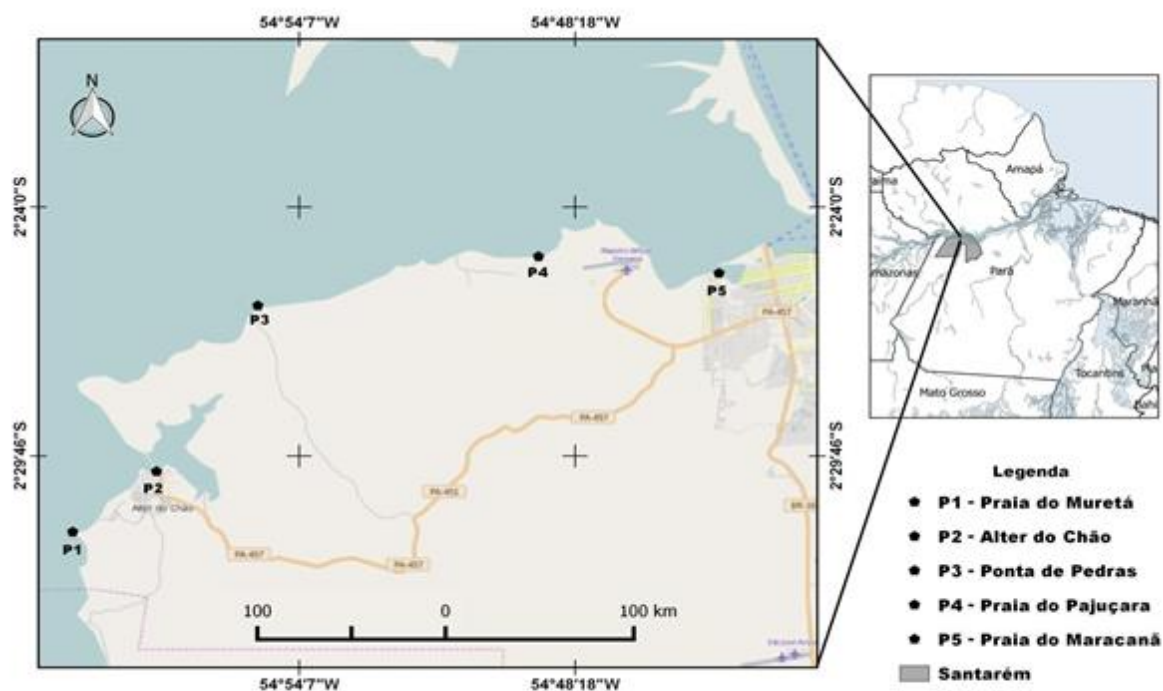 54°54'7"W 54°48'18"W
N
2°24'0"S
2°24'0"S
P4
P5
P3
PA-457
PA-457
2°29'46"S
2°29'46"S
P2
Alter do Chão
PA-457
PA-457
P1
100 0 100 km
54°54'7"W 54°48'18"W
Amapá
Amazonas
Pará
Maranhã
Tocantins
Mato Grosso
Legenda
P1 - Praia do Muretá
P2 - Alter do Chão
P3 - Ponta de Pedras
P4 - Praia do Pajuçara
P5 - Praia do Maracanã
Santarém